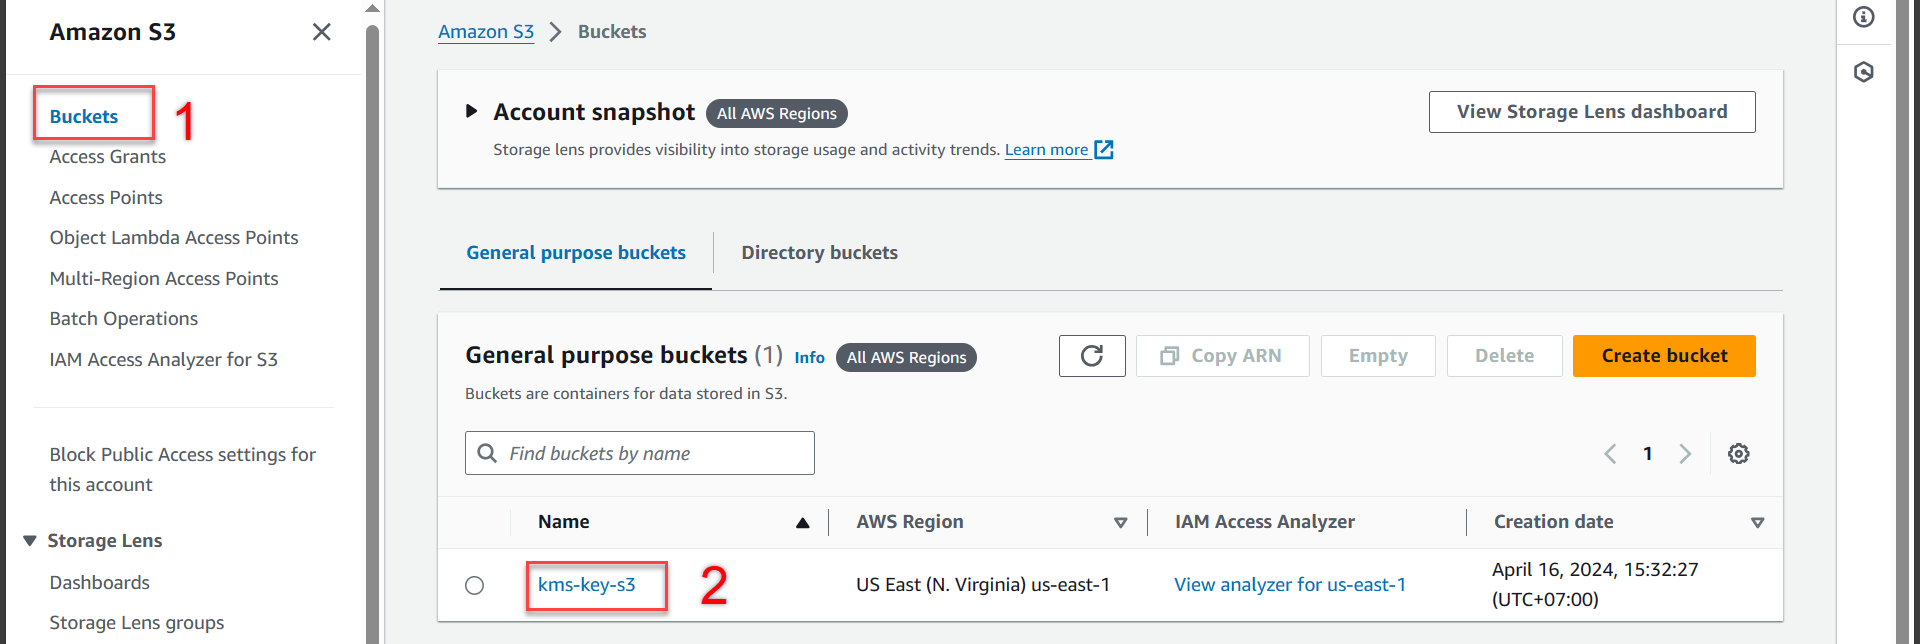 Amazon S3
Buckets
1
Access Grants
Access Points
Object Lambda Access Points
Multi-Region Access Points
Batch Operations
IAM Access Analyzer for S3
Block Public Access settings for
this account
Storage Lens
Dashboards
Storage Lens groups
Amazon S3 > Buckets
Account snapshot All AWS Regions
View Storage Lens dashboard
Storage lens provides visibility into storage usage and activity trends. Learn more
General purpose buckets
Directory buckets
General purpose buckets (1) Info All AWS Regions
Copy ARN
Empty
Delete
Create bucket
Buckets are containers for data stored in S3.
Find buckets by name
1
Name
AWS Region
IAM Access Analyzer
Creation date
kms-key-s3
2
US East (N. Virginia) us-east-1
View analyzer for us-east-1
April 16, 2024, 15:32:27
(UTC+07:00)